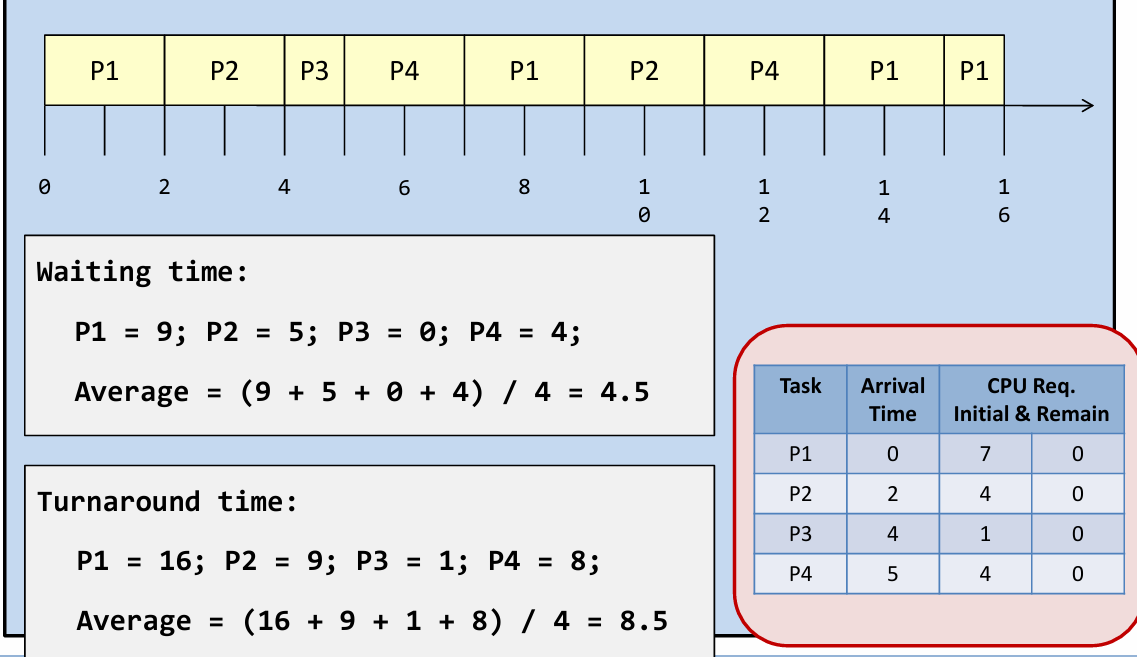 P1 P2 P3 P4 P1 P2 P4 P1 P1
0 2 4 6 8 10 12 14 16
Waiting time:
P1 = 9; P2 = 5; P3 = 0; P4 = 4;
Average = (9 + 5 + 0 + 4) / 4 = 4.5
Turnaround time:
P1 = 16; P2 = 9; P3 = 1; P4 = 8;
Average = (16 + 9 + 1 + 8) / 4 = 8.5
Task Arrival Time CPU Req. Initial & Remain
P1 0 7 0
P2 2 4 0
P3 4 1 0
P4 5 4 0